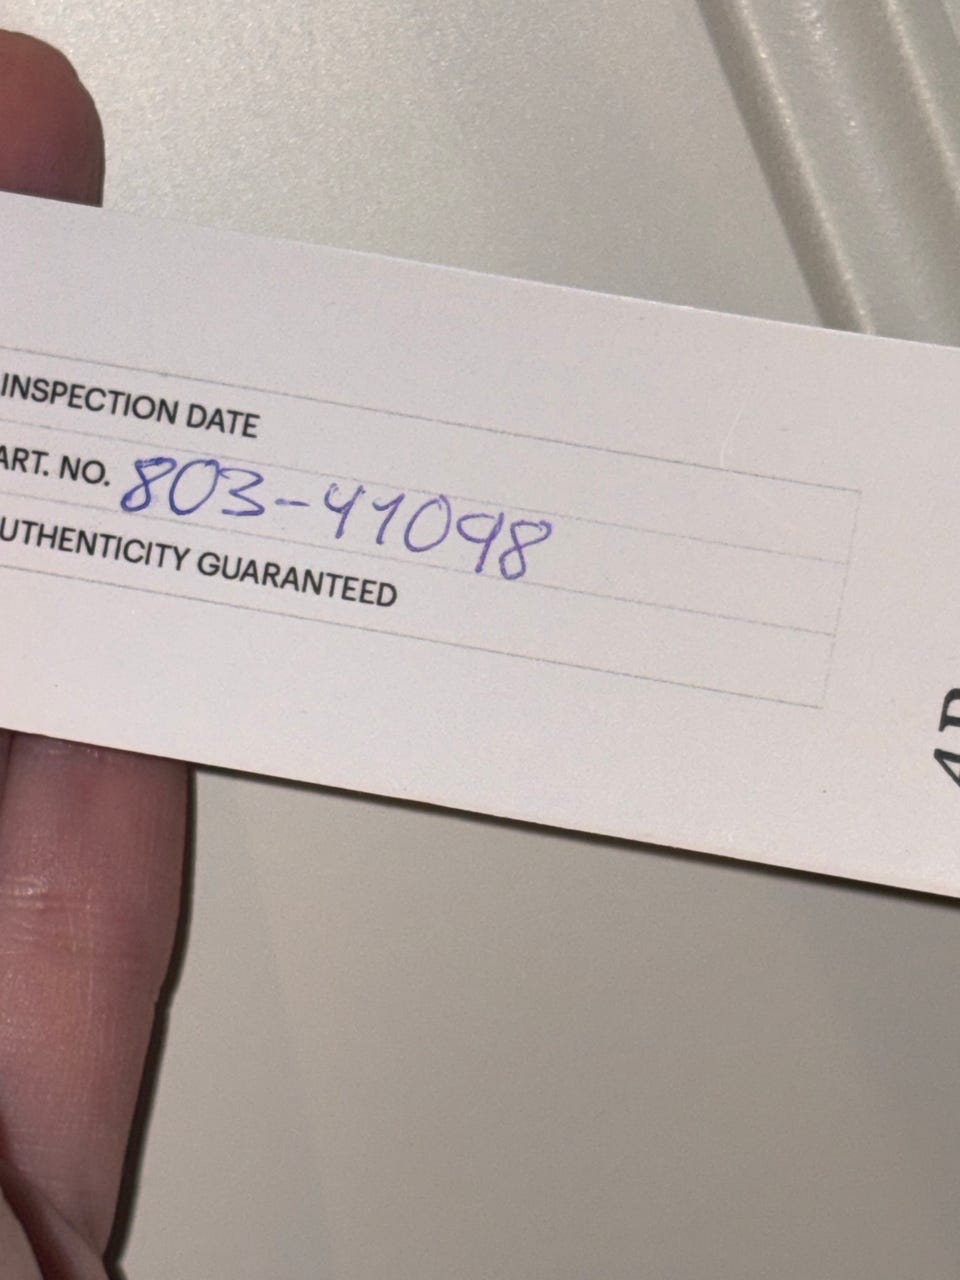 INSPECTION DATE
ART. NO. 803-41098
UTHENTICITY GUARANTEED